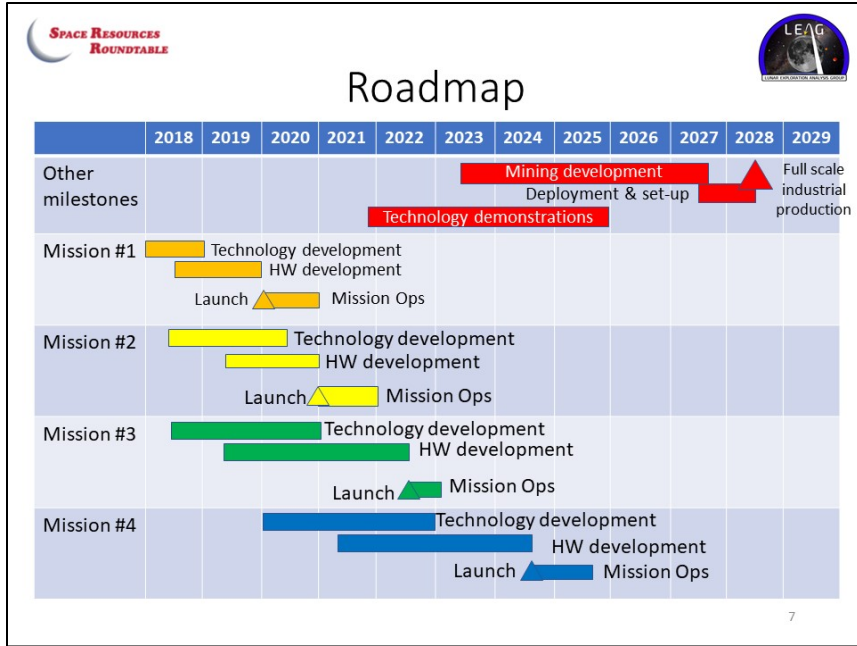 SPACE RESOURCES
ROUNDTABLE
LEAG
LUNAR EXPLORATION ANALYSIS GROUP
Roadmap
2018 2019 2020 2021 2022 2023 2024 2025 2026 2027 2028 2029
Other
milestones
Mining development
Deployment & set-up
Technology demonstrations
Full scale
industrial
production
Mission #1
Technology development
HW development
Launch
Mission Ops
Mission #2
Technology development
HW development
Launch
Mission Ops
Mission #3
Technology development
HW development
Launch
Mission Ops
Mission #4
Technology development
HW development
Launch
Mission Ops
7